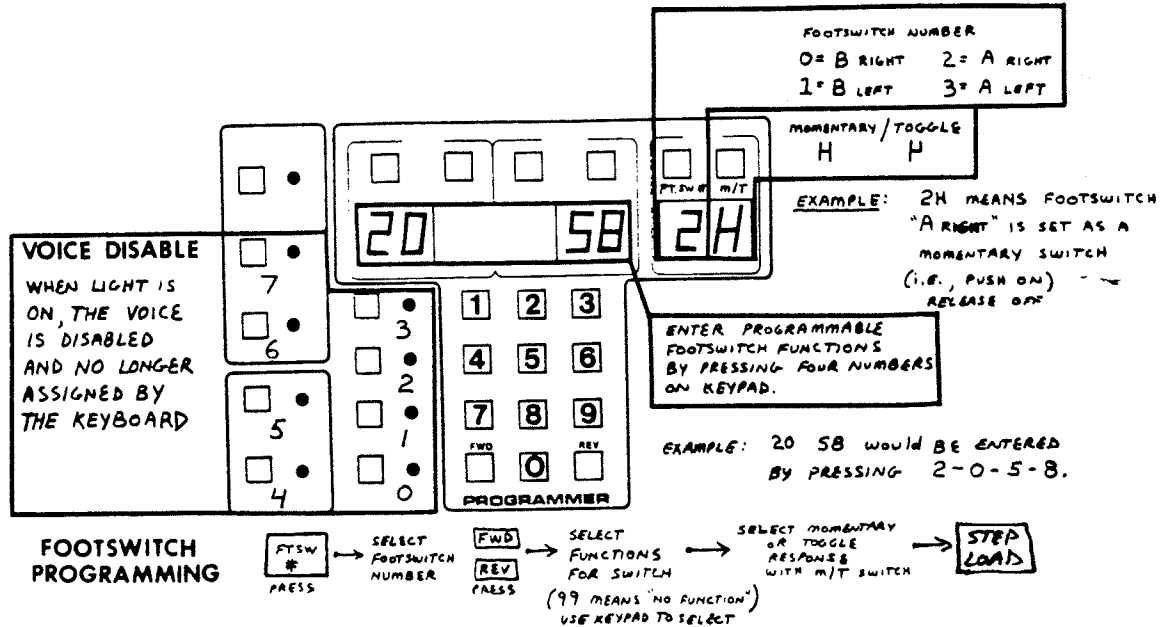 FOOTSWITCH NUMBER
0= B RIGHT 2= A RIGHT
1= B LEFT 3= A LEFT
MOMENTARY/TOGGLE
H µ
FT.SW # M/T
20 58 2H
EXAMPLE: 2H MEANS FOOTSWITCH
"A RIGHT" IS SET AS A
MOMENTARY SWITCH
(i.E., PUSH ON)
RELEASE OFF
VOICE DISABLE
WHEN LIGHT IS
ON, THE VOICE
IS DISABLED
AND NO LONGER
ASSIGNED BY
THE KEYBOARD
7
6
5
4
3
2
1
0
1 2 3
4 5 6
7 8 9
FWD 0 REV
PROGRAMMER
ENTER PROGRAMMABLE
FOOTSWITCH FUNCTIONS
BY PRESSING FOUR NUMBERS
ON KEYPAD.
EXAMPLE: 20 58 would BE ENTERED
BY PRESSING 2-0-5-8.
FOOTSWITCH
PROGRAMMING
FTSW
#
PRESS
SELECT
FOOTSWITCH
NUMBER
FWD
REV
PRESS
SELECT
FUNCTIONS
FOR SWITCH
(99 MEANS "NO FUNCTION")
USE KEYPAD TO SELECT
SELECT MOMENTARY
OR TOGGLE
RESPONSE
WITH M/T SWITCH
STEP
LOAD